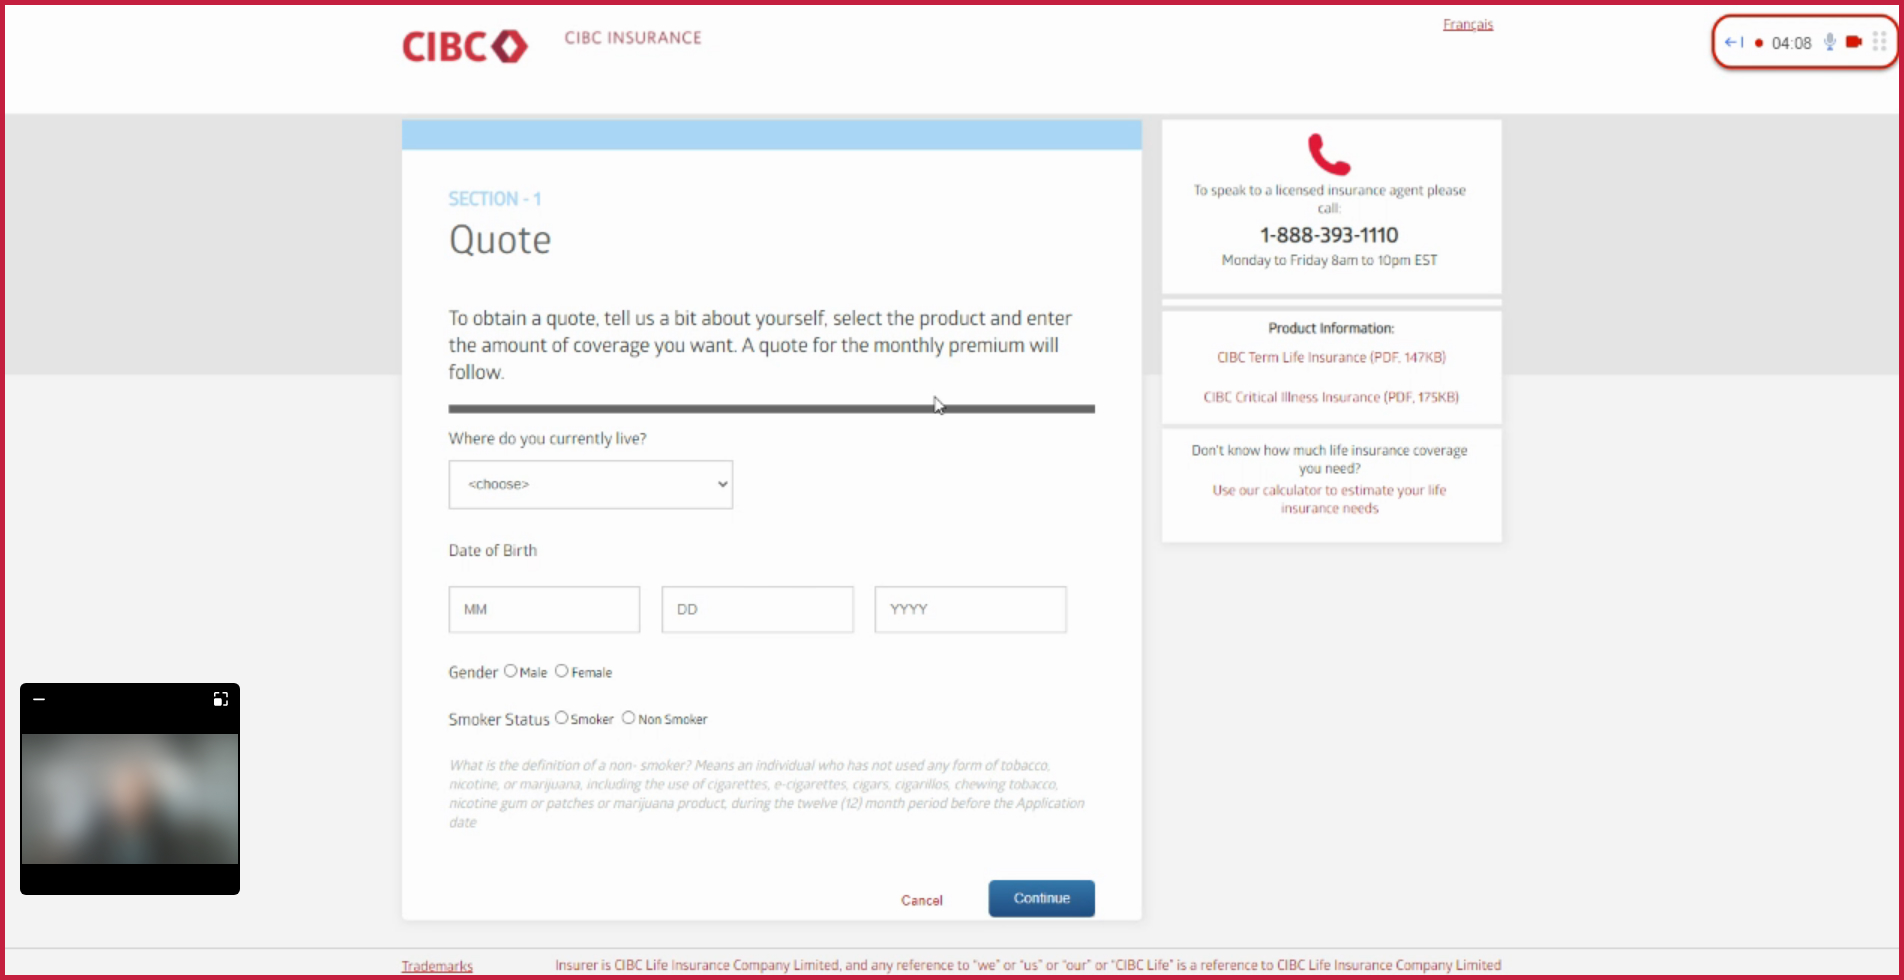 CIBC
CIBC INSURANCE
Français
04:08
SECTION - 1
Quote
To obtain a quote, tell us a bit about yourself, select the product and enter
the amount of coverage you want. A quote for the monthly premium will
follow.
Where do you currently live?
<choose>
Date of Birth
MM
DD
YYYY
Gender Male Female
Smoker Status Smoker Non Smoker
What is the definition of a non- smoker? Means an individual who has not used any form of tobacco,
nicotine, or marijuana, including the use of cigarettes, e-cigarettes, cigars, cigarillos, chewing tobacco,
nicotine gum or patches or marijuana product, during the twelve (12) month period before the Application
date
Cancel
Continue
To speak to a licensed insurance agent please
call:
1-888-393-1110
Monday to Friday 8am to 10pm EST
Product Information:
CIBC Term Life Insurance (PDF, 147KB)
CIBC Critical Illness Insurance (PDF, 175KB)
Don't know how much life insurance coverage
you need?
Use our calculator to estimate your life
insurance needs
Trademarks
Insurer is CIBC Life Insurance Company Limited, and any reference to "we" or "us" or "our" or "CIBC Life" is a reference to CIBC Life Insurance Company Limited